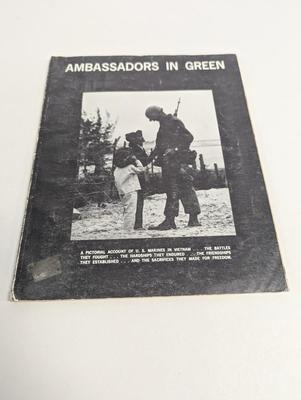 AMBASSADORS IN GREEN
A PICTORIAL ACCOUNT OF U. S. MARINES IN VIETNAM . . . THE BATTLES
THEY FOUGHT . . . THE HARDSHIPS THEY ENDURED . . . THE FRIENDSHIPS
THEY ESTABLISHED . . . AND THE SACRIFICES THEY MADE FOR FREEDOM.